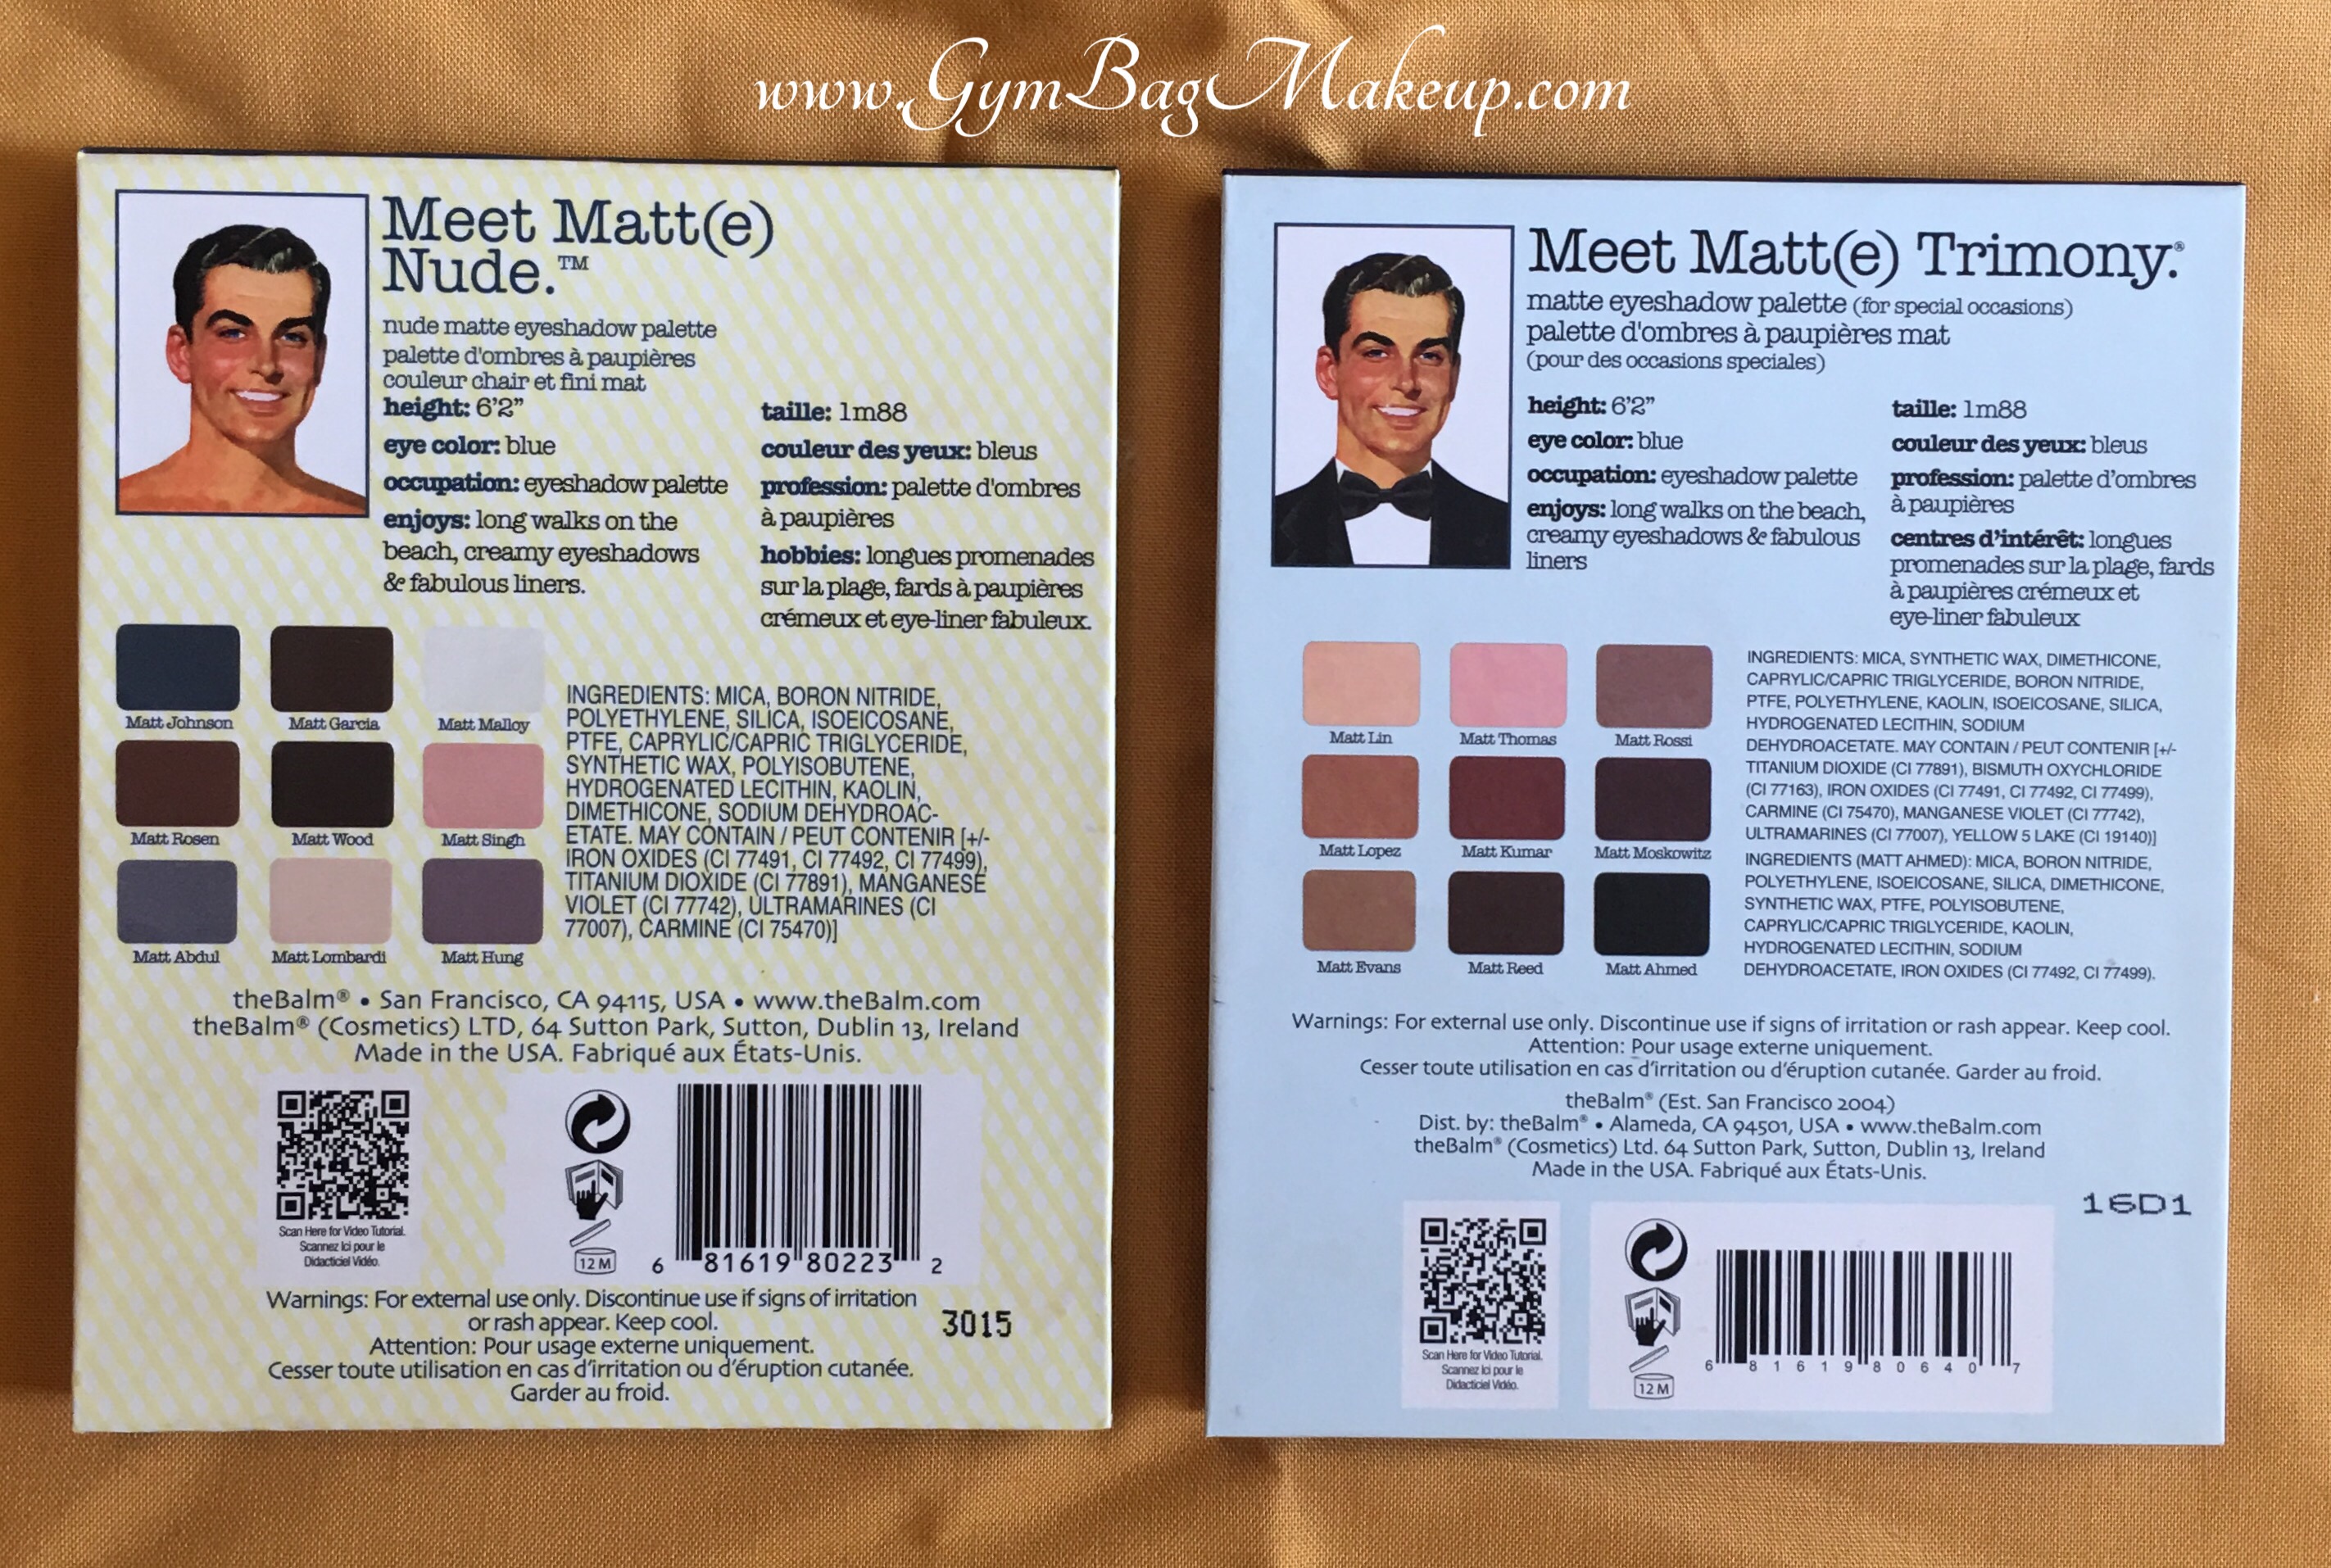 www.GymBagMakeup.com
Meet Matt(e)
Nude.™
nude matte eyeshadow palette
palette d'ombres à paupières
couleur chair et fini mat
height: 6'2”
eye color: blue
occupation: eyeshadow palette
enjoys: long walks on the
beach, creamy eyeshadows
& fabulous liners.
taille: 1m88
couleur des yeux: bleus
profession: palette d'ombres
à paupières
hobbies: longues promenades
sur la plage, fards à paupières
crémeux et eye-liner fabuleux.
Matt Johnson
Matt Garcia
Matt Malloy
Matt Rosen
Matt Wood
Matt Singh
Matt Abdul
Matt Lombardi
Matt Hung
INGREDIENTS: MICA, BORON NITRIDE,
POLYETHYLENE, SILICA, ISOEICOSANE,
PTFE, CAPRYLIC/CAPRIC TRIGLYCERIDE,
SYNTHETIC WAX, POLYISOBUTENE,
HYDROGENATED LECITHIN, KAOLIN,
DIMETHICONE, SODIUM DEHYDROAC-
ETATE. MAY CONTAIN / PEUT CONTENIR [+/-
IRON OXIDES (CI 77491, CI 77492, CI 77499),
TITANIUM DIOXIDE (CI 77891), MANGANESE
VIOLET (CI 77742), ULTRAMARINES (CI
77007), CARMINE (CI 75470)]
theBalm® • San Francisco, CA 94115, USA • www.theBalm.com
theBalm® (Cosmetics) LTD, 64 Sutton Park, Sutton, Dublin 13, Ireland
Made in the USA. Fabriqué aux États-Unis.
Scan Here for Video Tutorial.
Scannez Ici pour le
Didacticiel Vidéo.
12 M
6 81619 80223 2
Warnings: For external use only. Discontinue use if signs of irritation
or rash appear. Keep cool.
Attention: Pour usage externe uniquement.
Cesser toute utilisation en cas d'irritation ou d'éruption cutanée.
Garder au froid.
3015
Meet Matt(e) Trimony.®
matte eyeshadow palette (for special occasions)
palette d'ombres à paupières mat
(pour des occasions speciales)
height: 6'2”
eye color: blue
occupation: eyeshadow palette
enjoys: long walks on the beach,
creamy eyeshadows & fabulous
liners
taille: 1m88
couleur des yeux: bleus
profession: palette d'ombres
à paupières
centres d'intérêt: longues
promenades sur la plage, fards
à paupières crémeux et
eye-liner fabuleux
Matt Lin
Matt Thomas
Matt Rossi
Matt Lopez
Matt Kumar
Matt Moskowitz
Matt Evans
Matt Reed
Matt Ahmed
INGREDIENTS: MICA, SYNTHETIC WAX, DIMETHICONE,
CAPRYLIC/CAPRIC TRIGLYCERIDE, BORON NITRIDE,
PTFE, POLYETHYLENE, KAOLIN, ISOEICOSANE, SILICA,
HYDROGENATED LECITHIN, SODIUM
DEHYDROACETATE. MAY CONTAIN / PEUT CONTENIR [+/-
TITANIUM DIOXIDE (CI 77891), BISMUTH OXYCHLORIDE
(CI 77163), IRON OXIDES (CI 77491, CI 77492, CI 77499),
CARMINE (CI 75470), MANGANESE VIOLET (CI 77742),
ULTRAMARINES (CI 77007), YELLOW 5 LAKE (CI 19140)]
INGREDIENTS (MATT AHMED): MICA, BORON NITRIDE,
POLYETHYLENE, ISOEICOSANE, SILICA, DIMETHICONE,
SYNTHETIC WAX, PTFE, POLYISOBUTENE,
CAPRYLIC/CAPRIC TRIGLYCERIDE, KAOLIN,
HYDROGENATED LECITHIN, SODIUM
DEHYDROACETATE, IRON OXIDES (CI 77492, CI 77499).
Warnings: For external use only. Discontinue use if signs of irritation or rash appear. Keep cool.
Attention: Pour usage externe uniquement.
Cesser toute utilisation en cas d'irritation ou d'éruption cutanée. Garder au froid.
theBalm® (Est. San Francisco 2004)
Dist. by: theBalm® • Alameda, CA 94501, USA • www.theBalm.com
theBalm® (Cosmetics) Ltd. 64 Sutton Park, Sutton, Dublin 13, Ireland
Made in the USA. Fabriqué aux États-Unis.
16D1
Scan Here for Video Tutorial.
Scannez Ici pour le
Didacticiel Vidéo.
12 M
6 81619 80640 7